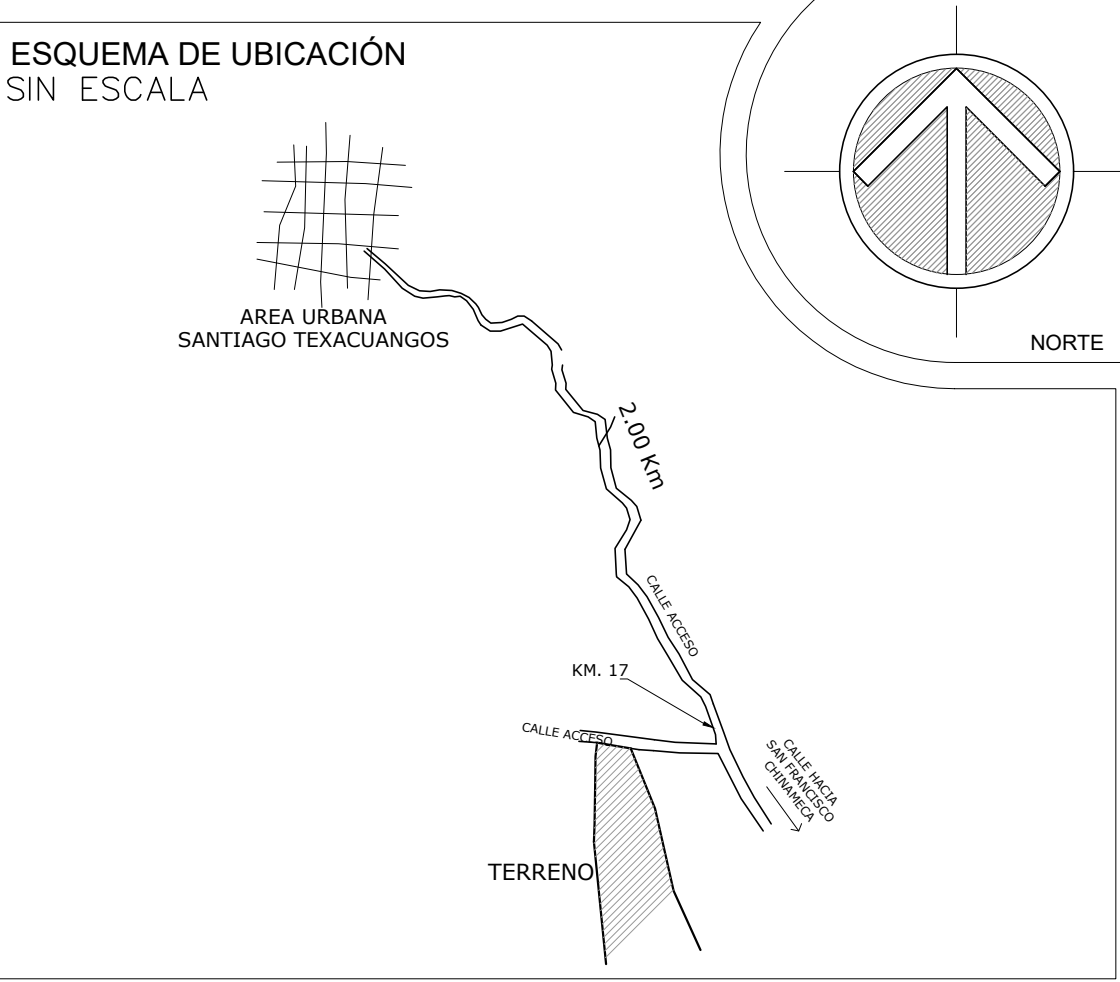 ESQUEMA DE UBICACIÓN
SIN ESCALA
NORTE
AREA URBANA
SANTIAGO TEXACUANGOS
2.00 Km
CALLE ACCESO
KM. 17
CALLE ACCESO
CALLE HACIA
SAN FRANCISCO
CHINAMECA
TERRENO